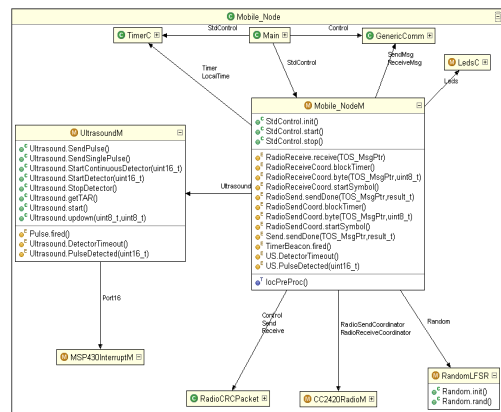 C Mobile_Node
C TimerC
StdControl
C Main
Control
C GenericComm
Timer
LocalTime
StdControl
SendMsg
ReceiveMsg
M LedsC
Leds
M Mobile_NodeM
StdControl.init()
StdControl.start()
StdControl.stop()
RadioReceive.receive(TOS_MsgPtr)
RadioReceiveCoord.blockTimer()
RadioReceiveCoord.byte(TOS_MsgPtr,uint8_t)
RadioReceiveCoord.startSymbol()
RadioSend.sendDone(TOS_MsgPtr,result_t)
RadioSendCoord.blockTimer()
RadioSendCoord.byte(TOS_MsgPtr,uint8_t)
RadioSendCoord.startSymbol()
Send.sendDone(TOS_MsgPtr,result_t)
TimerBeacon.fired()
US.DetectorTimeout()
US.PulseDetected(uint16_t)
locPreProc()
M UltrasoundM
Ultrasound.SendPulse()
Ultrasound.SendSinglePulse()
Ultrasound.StartContinuousDetector(uint16_t)
Ultrasound.StartDetector(uint16_t)
Ultrasound.StopDetector()
Ultrasound.getTAR()
Ultrasound.start()
Ultrasound.updown(uint8_t,uint8_t)
Pulse.fired()
Ultrasound.DetectorTimeout()
Ultrasound.PulseDetected(uint16_t)
Ultrasound
Port16
M MSP430InterruptM
Control
Send
Receive
C RadioCRCPacket
RadioSendCoordinator
RadioReceiveCoordinator
M CC2420RadioM
Random
M RandomLFSR
Random.init()
Random.rand()